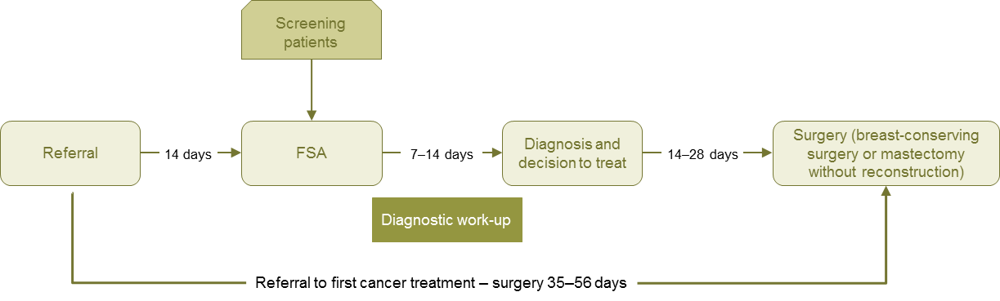 Screening
patients
Referral
14 days
FSA
7–14 days
Diagnosis and
decision to treat
14–28 days
Surgery (breast-conserving
surgery or mastectomy
without reconstruction)
Diagnostic work-up
Referral to first cancer treatment – surgery 35–56 days